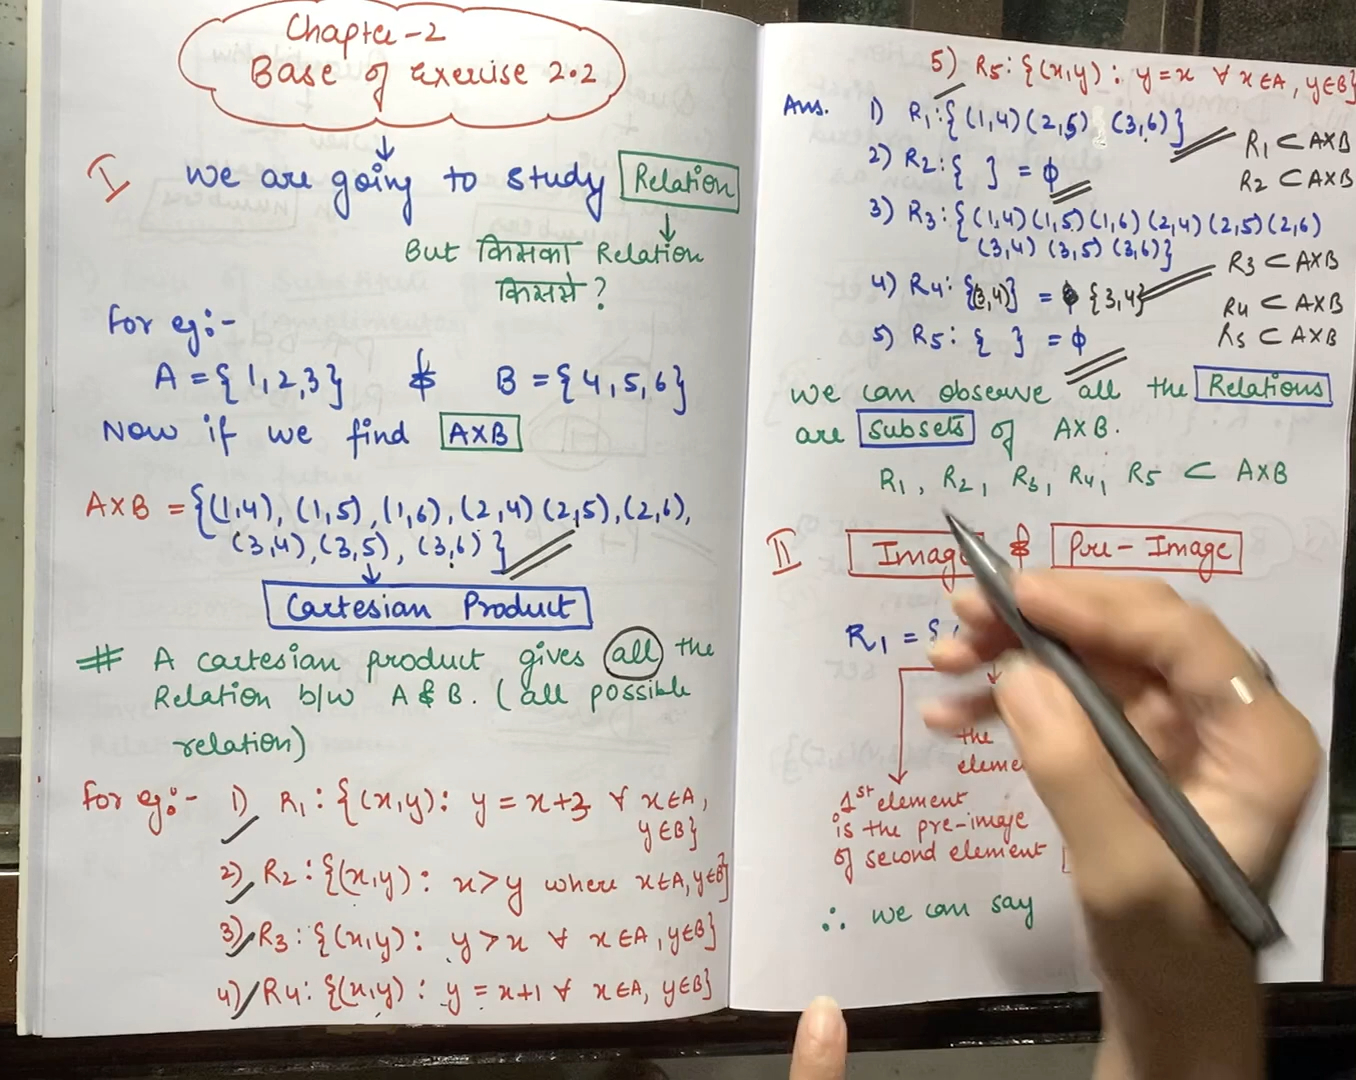 Chapter-2
Base of Exercise 2.2
I we are going to study Relation
But किसका Relation
किससे ?
For eg:-
A = {1,2,3} & B = {4,5,6}
Now if we find A×B
A×B = {(1,4), (1,5), (1,6), (2,4) (2,5), (2,6),
(3,4), (3,5), (3,6)}
Cartesian Product
# A cartesian product gives all the
Relation b/w A & B. (all possible
relation)
For eg:- 1) R1 : {(x,y): y = x+3 ∀ x∈A,
y∈B}
2) R2 : {(x,y) : x>y where x∈A, y∈B}
3) R3 : {(x,y) : y>x ∀ x∈A, y∈B}
4) R4 : {(x,y) : y = x+1 ∀ x∈A, y∈B}
5) R5 : {(x,y) : y=x ∀ x∈A, y∈B}
Ans. 1) R1 : {(1,4) (2,5) (3,6)}
R1 ⊂ A×B
2) R2 : { } = φ
R2 ⊂ A×B
3) R3 : {(1,4) (1,5) (1,6) (2,4) (2,5) (2,6)
(3,4) (3,5) (3,6)}
R3 ⊂ A×B
4) R4 : {(3,4)} = {3,4}
R4 ⊂ A×B
5) R5 : { } = φ
R5 ⊂ A×B
we can observe all the Relations
are subsets of A×B.
R1, R2, R3, R4, R5 ⊂ A×B
II Image & Pre-Image
R1 = {
the
1st element
is the pre-image
of second element
∴ we can say